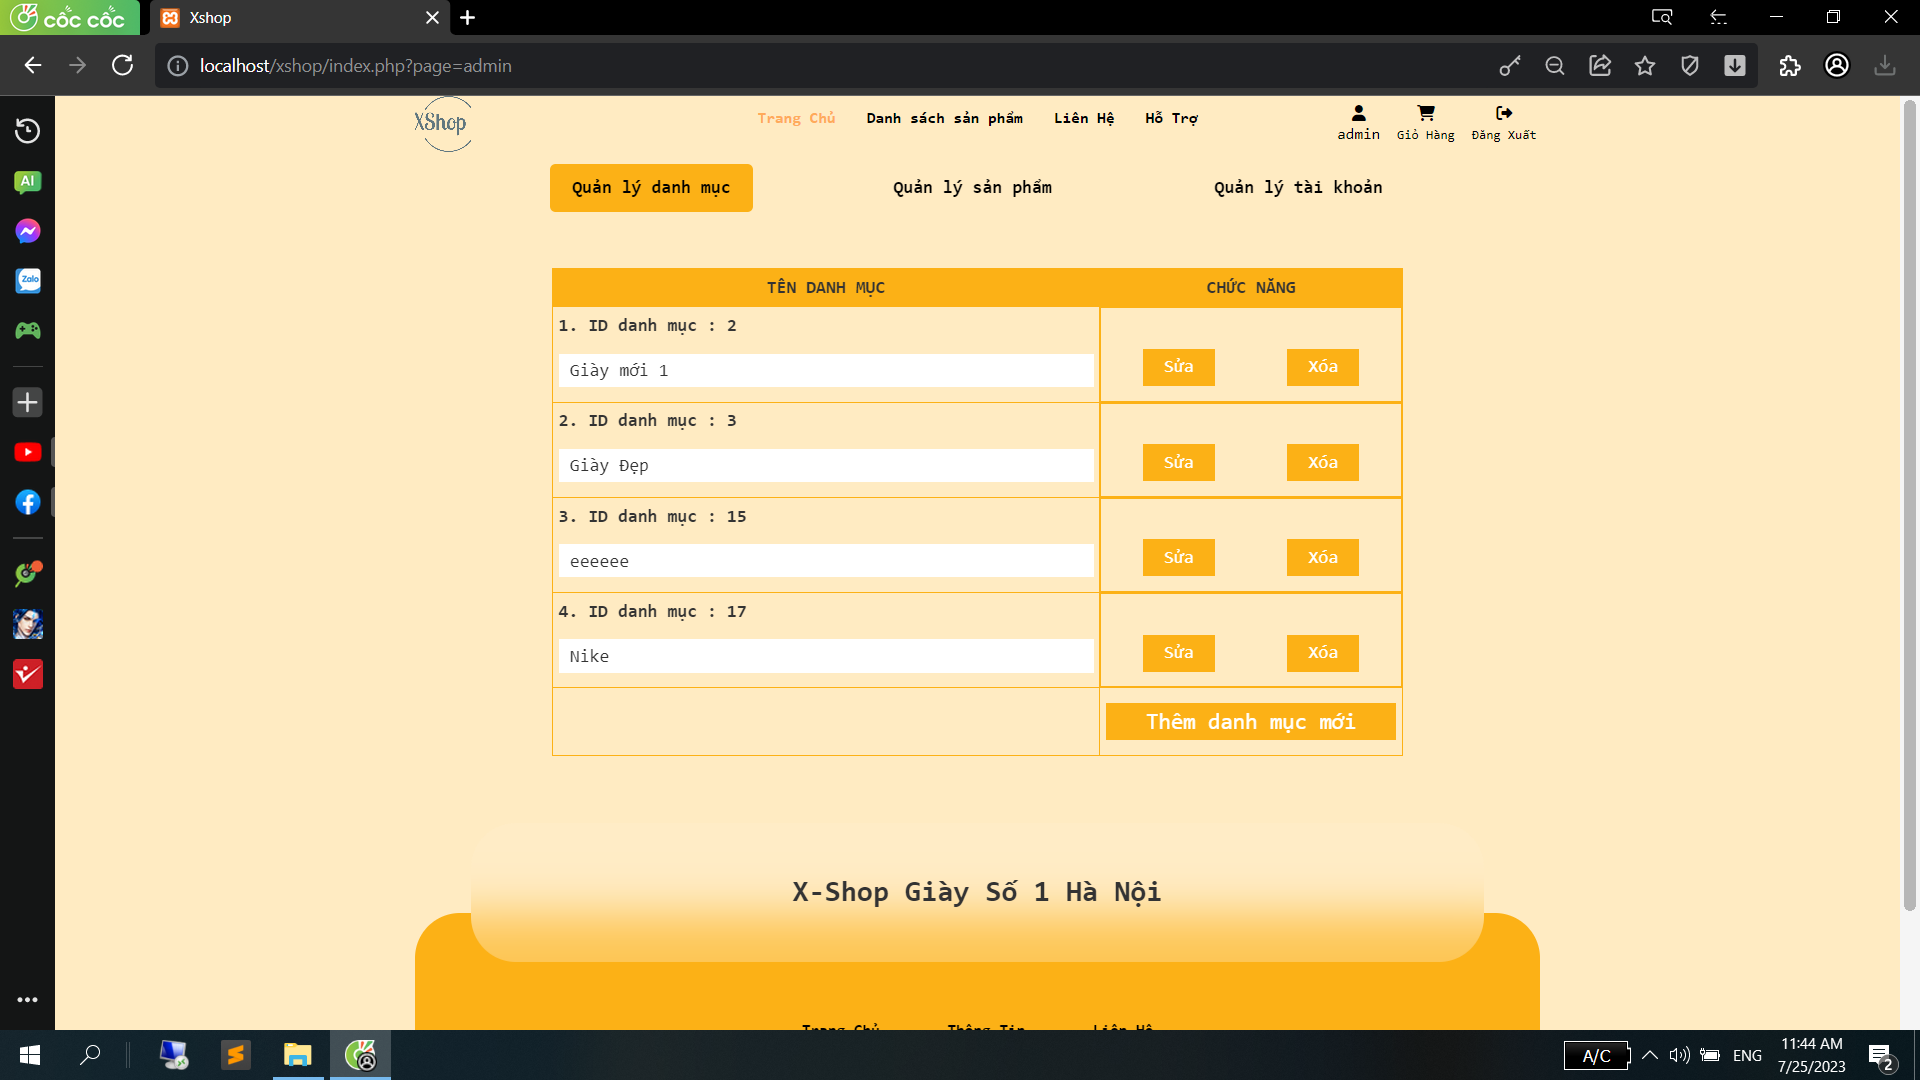 cốc cốc
Xshop
localhost/xshop/index.php?page=admin
XShop
Trang Chủ
Danh sách sản phẩm
Liên Hệ
Hỗ Trợ
admin
Giỏ Hàng
Đăng Xuất
AI
Zalo
Quản lý danh mục
Quản lý sản phẩm
Quản lý tài khoản
TÊN DANH MỤC
CHỨC NĂNG
1. ID danh mục : 2
Giày mới 1
Sửa
Xóa
2. ID danh mục : 3
Giày Đẹp
Sửa
Xóa
3. ID danh mục : 15
eeeeee
Sửa
Xóa
4. ID danh mục : 17
Nike
Sửa
Xóa
Thêm danh mục mới
X-Shop Giày Số 1 Hà Nội
Trang Chủ
Thông Tin
Liên Hệ
A/C
ENG
11:44 AM
7/25/2023
2